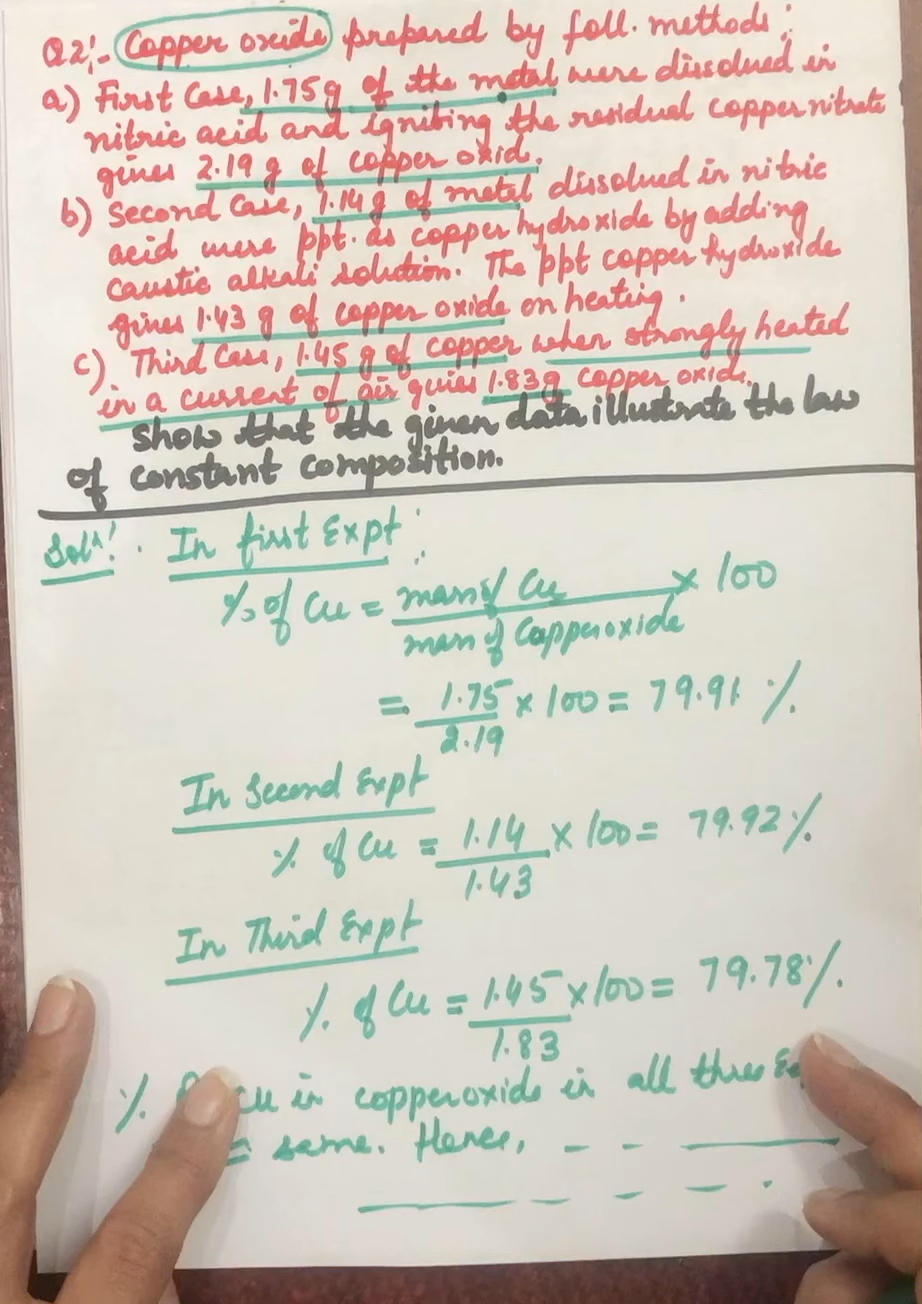 Q2:- Copper oxide prepared by foll. methods:
a) First Case, 1.75g of the metal were dissolved in
nitric acid and igniting the residual copper nitrate
gives 2.19 g of copper oxide.
b) Second Case, 1.14g of metal dissolved in nitric
acid were ppt. as copper hydroxide by adding
caustic alkali solution. The ppt copper hydroxide
gives 1.43 g of copper oxide on heating.
c) Third Case, 1.45 g of copper when strongly heated
in a current of air gives 1.83g copper oxide.
Show that the given data illustrate the law
of constant composition.
Solⁿ: In first Expt:
% of Cu = mass of Cu × 100
mass of Copper oxide
= 1.75 × 100 = 79.91 %.
2.19
In Second Expt
% of Cu = 1.14 × 100 = 79.92 %
1.43
In Third Expt
% of Cu = 1.45 × 100 = 79.78 %.
1.83
% Cu in copper oxide in all three
same. Hence,